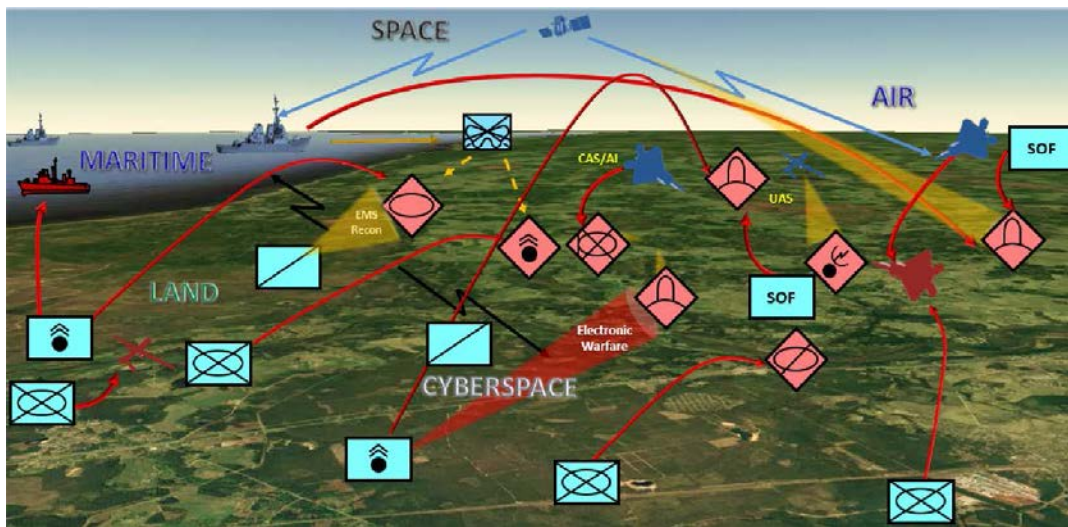 SPACE
AIR
SOF
MARITIME
CAS/AI
UAS
EMS
Recon
LAND
SOF
Electronic
Warfare
CYBERSPACE